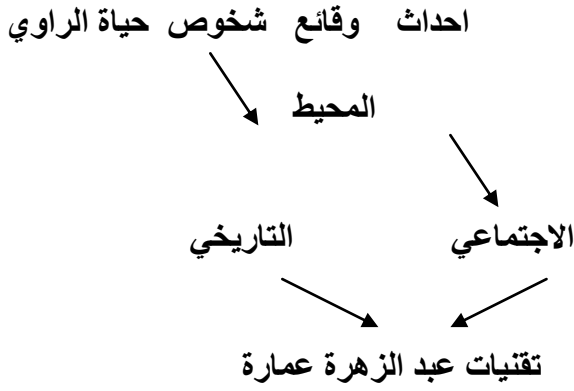 احداث وقائع شخوص حياة الراوي
المحيط
الاجتماعي التاريخي
تقنيات عبد الزهرة عمارة